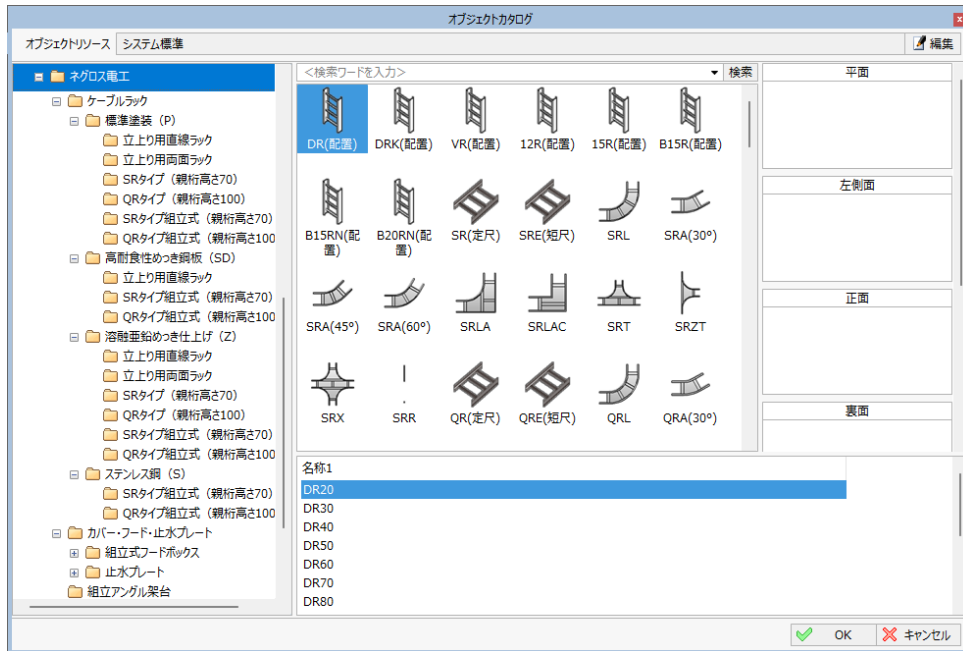 オブジェクトカタログ
オブジェクトリソース システム標準 編集
ネグロス電工
ケーブルラック
標準塗装（P）
立上り用直線ラック
立上り用両面ラック
SRタイプ（親桁高さ70）
QRタイプ（親桁高さ100）
SRタイプ組立式（親桁高さ70）
QRタイプ組立式（親桁高さ100
高耐食性めっき鋼板（SD）
立上り用直線ラック
SRタイプ組立式（親桁高さ70）
QRタイプ組立式（親桁高さ100
溶融亜鉛めっき仕上げ（Z）
立上り用直線ラック
立上り用両面ラック
SRタイプ（親桁高さ70）
QRタイプ（親桁高さ100）
SRタイプ組立式（親桁高さ70）
QRタイプ組立式（親桁高さ100
ステンレス鋼（S）
SRタイプ組立式（親桁高さ70）
QRタイプ組立式（親桁高さ100
カバー・フード・止水プレート
組立式フードボックス
止水プレート
組立アングル架台
<検索ワードを入力> 検索
DR(配置) DRK(配置) VR(配置) 12R(配置) 15R(配置) B15R(配置)
B15RN(配置) B20RN(配置) SR(定尺) SRE(短尺) SRL SRA(30°)
SRA(45°) SRA(60°) SRLA SRLAC SRT SRZT
SRX SRR QR(定尺) QRE(短尺) QRL QRA(30°)
名称1
DR20
DR30
DR40
DR50
DR60
DR70
DR80
平面
左側面
正面
裏面
OK キャンセル